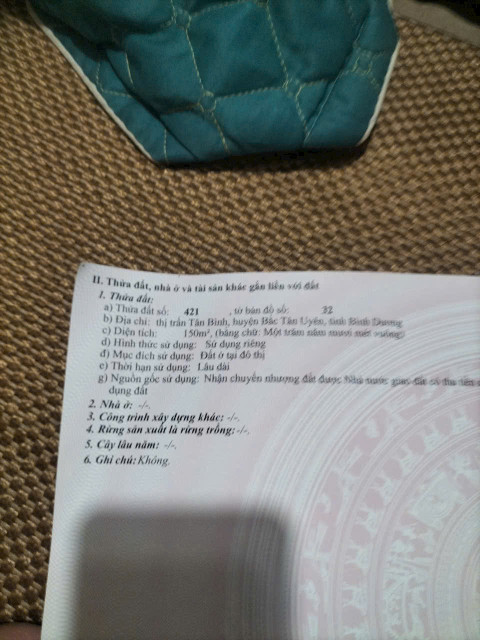 II. Thửa đất, nhà ở và tài sản khác gắn liền với đất
1. Thửa đất:
a) Thửa đất số: 421 , tờ bản đồ số: 32
b) Địa chỉ: thị trấn Tân Bình, huyện Bắc Tân Uyên, tỉnh Bình Dương
c) Diện tích: 150m², (bằng chữ: Một trăm năm mươi mét vuông)
d) Hình thức sử dụng: Sử dụng riêng
đ) Mục đích sử dụng: Đất ở tại đô thị
e) Thời hạn sử dụng: Lâu dài
g) Nguồn gốc sử dụng: Nhận chuyển nhượng đất được Nhà nước giao đất có thu tiền
dụng đất
2. Nhà ở: -/-.
3. Công trình xây dựng khác: -/-.
4. Rừng sản xuất là rừng trồng: -/-.
5. Cây lâu năm: -/-.
6. Ghi chú: Không.